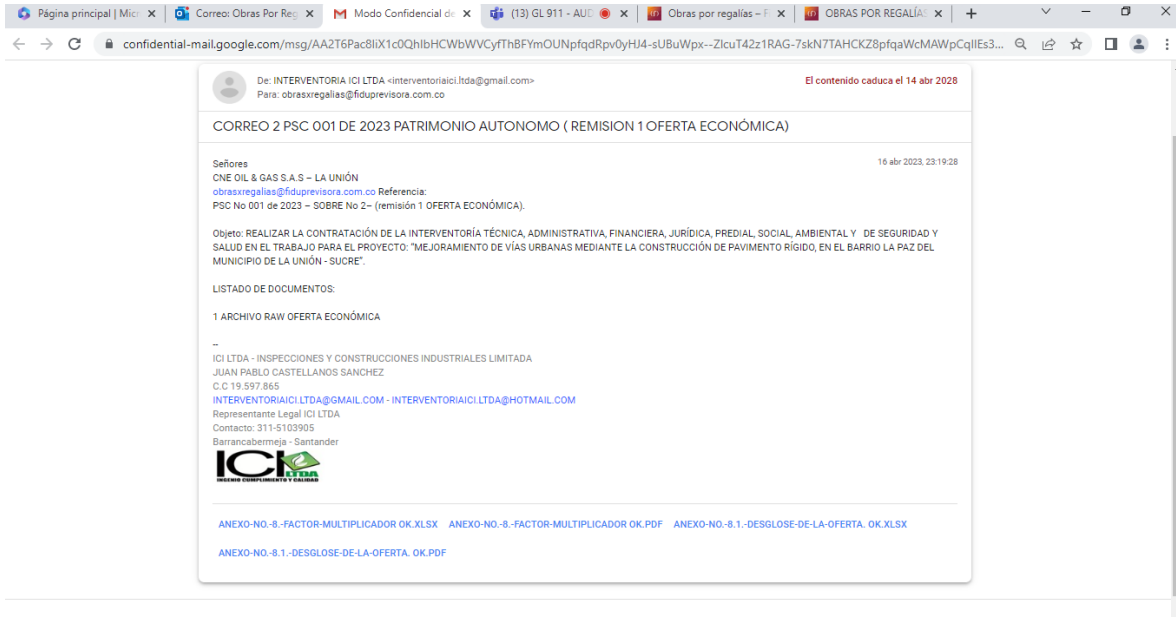 Página principal | Micr
Correo: Obras Por Reg
Modo Confidencial de
(13) GL 911 - AUD
Obras por regalías – F
OBRAS POR REGALÍAS
confidential-mail.google.com/msg/
De: INTERVENTORIA ICI LTDA <interventoriaici.ltda@gmail.com>
El contenido caduca el 14 abr 2028
Para: obrasxregalias@fiduprevisora.com.co
CORREO 2 PSC 001 DE 2023 PATRIMONIO AUTONOMO ( REMISION 1 OFERTA ECONÓMICA)
Señores
16 abr 2023, 23:19:28
CNE OIL & GAS S.A.S – LA UNIÓN
obrasxregalias@fiduprevisora.com.co Referencia:
PSC No 001 de 2023 – SOBRE No 2– (remisión 1 OFERTA ECONÓMICA).
Objeto: REALIZAR LA CONTRATACIÓN DE LA INTERVENTORÍA TÉCNICA, ADMINISTRATIVA, FINANCIERA, JURÍDICA, PREDIAL, SOCIAL, AMBIENTAL Y DE SEGURIDAD Y
SALUD EN EL TRABAJO PARA EL PROYECTO: “MEJORAMIENTO DE VÍAS URBANAS MEDIANTE LA CONSTRUCCIÓN DE PAVIMENTO RÍGIDO, EN EL BARRIO LA PAZ DEL
MUNICIPIO DE LA UNIÓN - SUCRE”.
LISTADO DE DOCUMENTOS:
1 ARCHIVO RAW OFERTA ECONÓMICA
--
ICI LTDA - INSPECCIONES Y CONSTRUCCIONES INDUSTRIALES LIMITADA
JUAN PABLO CASTELLANOS SANCHEZ
C.C 19.597.865
INTERVENTORIAICI.LTDA@GMAIL.COM - INTERVENTORIAICI.LTDA@HOTMAIL.COM
Representante Legal ICI LTDA
Contacto: 311-5103905
Barrancabermeja - Santander
ICI LTDA
INGENIO CUMPLIMIENTO Y CALIDAD
ANEXO-NO.-8.-FACTOR-MULTIPLICADOR OK.XLSX ANEXO-NO.-8.-FACTOR-MULTIPLICADOR OK.PDF ANEXO-NO.-8.1.-DESGLOSE-DE-LA-OFERTA. OK.XLSX
ANEXO-NO.-8.1.-DESGLOSE-DE-LA-OFERTA. OK.PDF